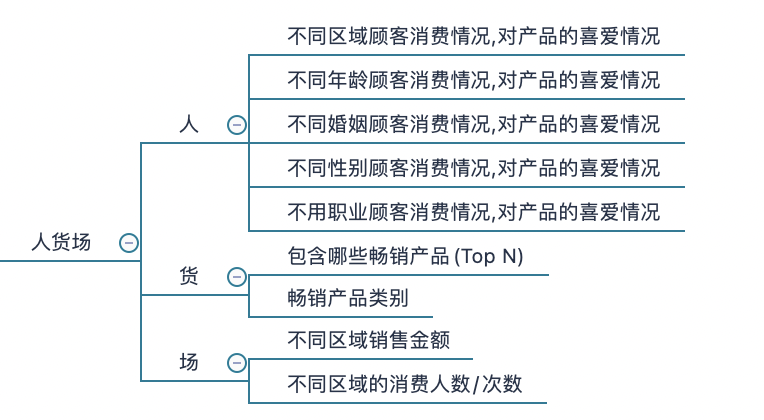 人货场
人
不同区域顾客消费情况,对产品的喜爱情况
不同年龄顾客消费情况,对产品的喜爱情况
不同婚姻顾客消费情况,对产品的喜爱情况
不同性别顾客消费情况,对产品的喜爱情况
不用职业顾客消费情况,对产品的喜爱情况
货
包含哪些畅销产品(Top N)
畅销产品类别
场
不同区域销售金额
不同区域的消费人数/次数